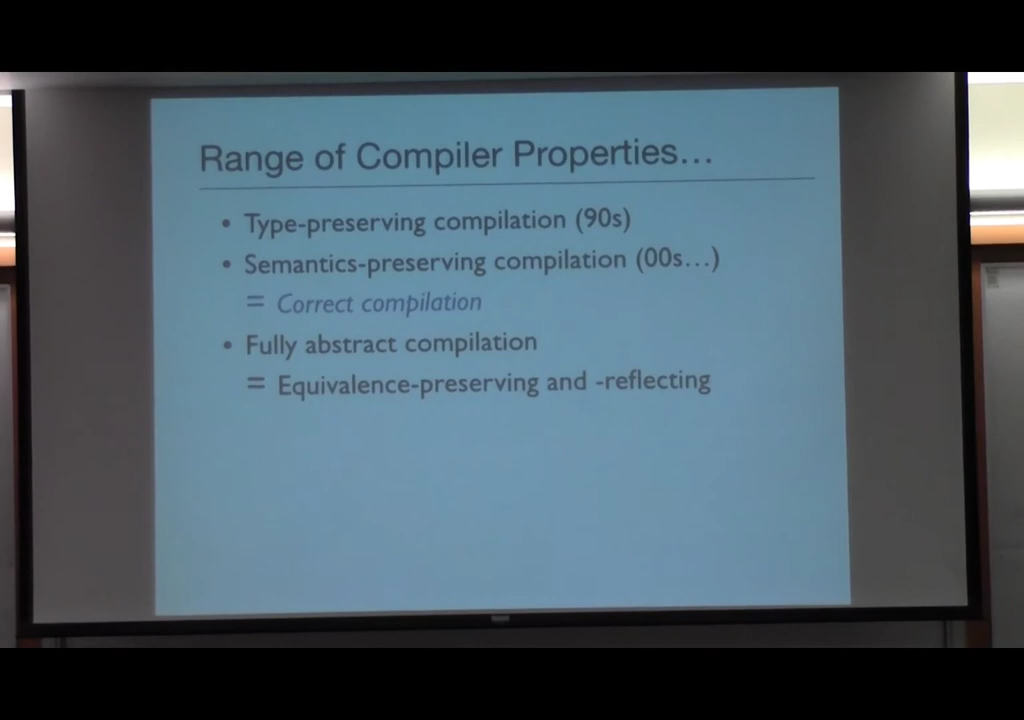 Range of Compiler Properties…
• Type-preserving compilation (90s)
• Semantics-preserving compilation (00s…)
= Correct compilation
• Fully abstract compilation
= Equivalence-preserving and -reflecting